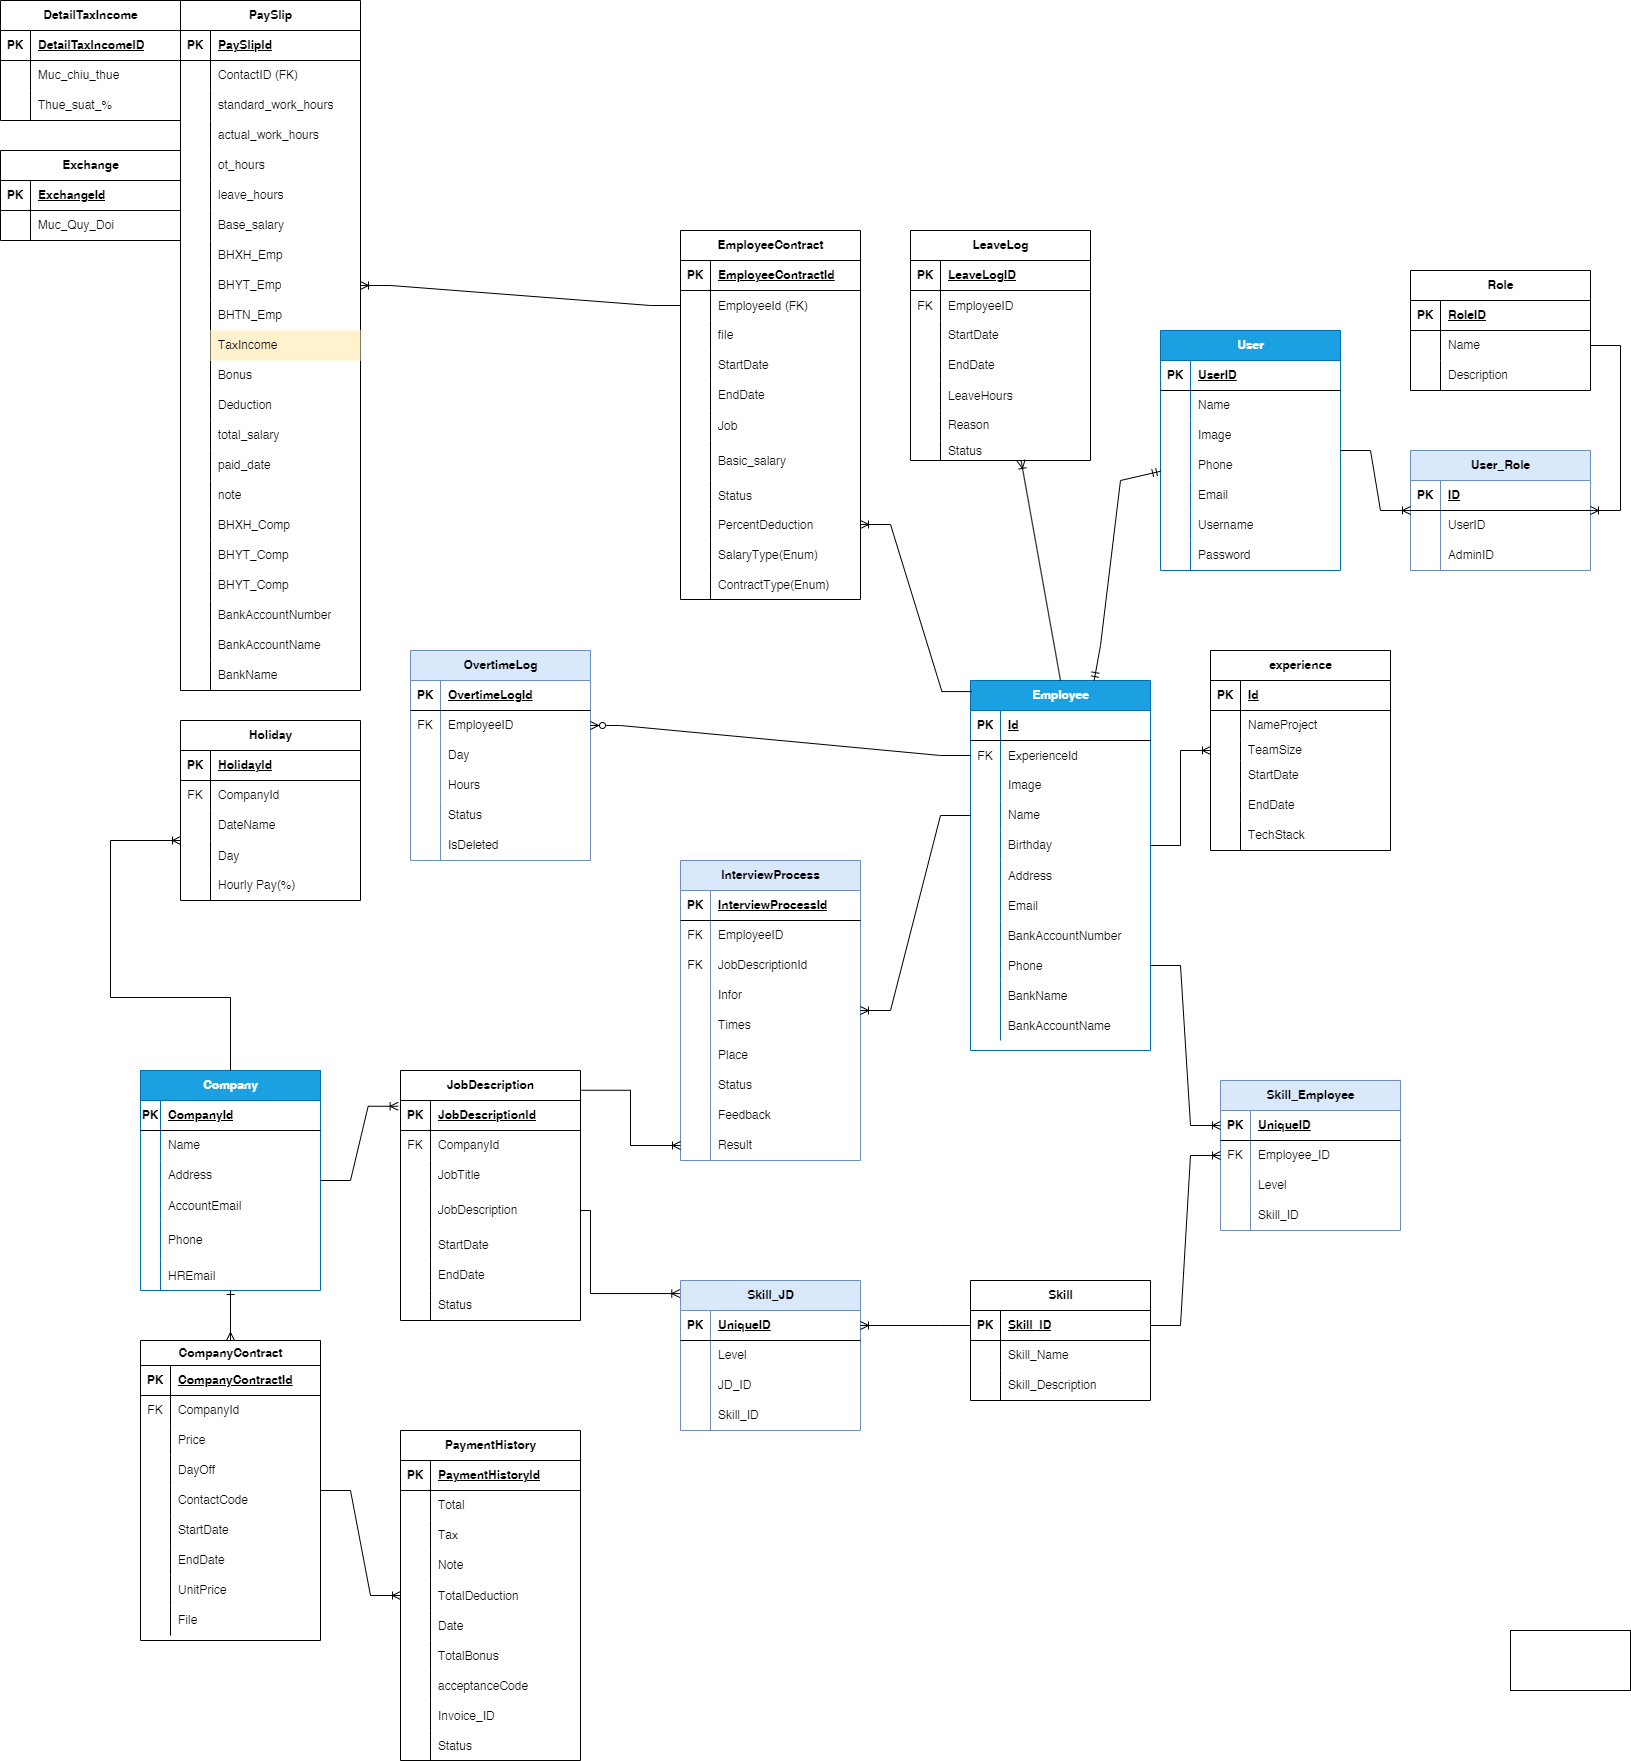 DetailTaxIncome
PK DetailTaxIncomeID
Muc_chiu_thue
Thue_suat_%
Exchange
PK ExchangeId
Muc_Quy_Doi
PaySlip
PK PaySlipId
ContactID (FK)
standard_work_hours
actual_work_hours
ot_hours
leave_hours
Base_salary
BHXH_Emp
BHYT_Emp
BHTN_Emp
TaxIncome
Bonus
Deduction
total_salary
paid_date
note
BHXH_Comp
BHYT_Comp
BHYT_Comp
BankAccountNumber
BankAccountName
BankName
EmployeeContract
PK EmployeeContractId
EmployeeId (FK)
file
StartDate
EndDate
Job
Basic_salary
Status
PercentDeduction
SalaryType(Enum)
ContractType(Enum)
LeaveLog
PK LeaveLogID
FK EmployeeID
StartDate
EndDate
LeaveHours
Reason
Status
User
PK UserID
Name
Image
Phone
Email
Username
Password
Role
PK RoleID
Name
Description
User_Role
PK ID
UserID
AdminID
OvertimeLog
PK OvertimeLogId
FK EmployeeID
Day
Hours
Status
IsDeleted
Employee
PK Id
FK ExperienceId
Image
Name
Birthday
Address
Email
BankAccountNumber
Phone
BankName
BankAccountName
experience
PK Id
NameProject
TeamSize
StartDate
EndDate
TechStack
Holiday
PK HolidayId
FK CompanyId
DateName
Day
Hourly Pay(%)
InterviewProcess
PK InterviewProcessId
FK EmployeeID
FK JobDescriptionId
Infor
Times
Place
Status
Feedback
Result
Company
PK CompanyId
Name
Address
AccountEmail
Phone
HREmail
JobDescription
PK JobDescriptionId
FK CompanyId
JobTitle
JobDescription
StartDate
EndDate
Status
Skill_Employee
PK UniqueID
FK Employee_ID
Level
Skill_ID
Skill_JD
PK UniqueID
Level
JD_ID
Skill_ID
Skill
PK Skill_ID
Skill_Name
Skill_Description
CompanyContract
PK CompanyContractId
FK CompanyId
Price
DayOff
ContactCode
StartDate
EndDate
UnitPrice
File
PaymentHistory
PK PaymentHistoryId
Total
Tax
Note
TotalDeduction
Date
TotalBonus
acceptanceCode
Invoice_ID
Status